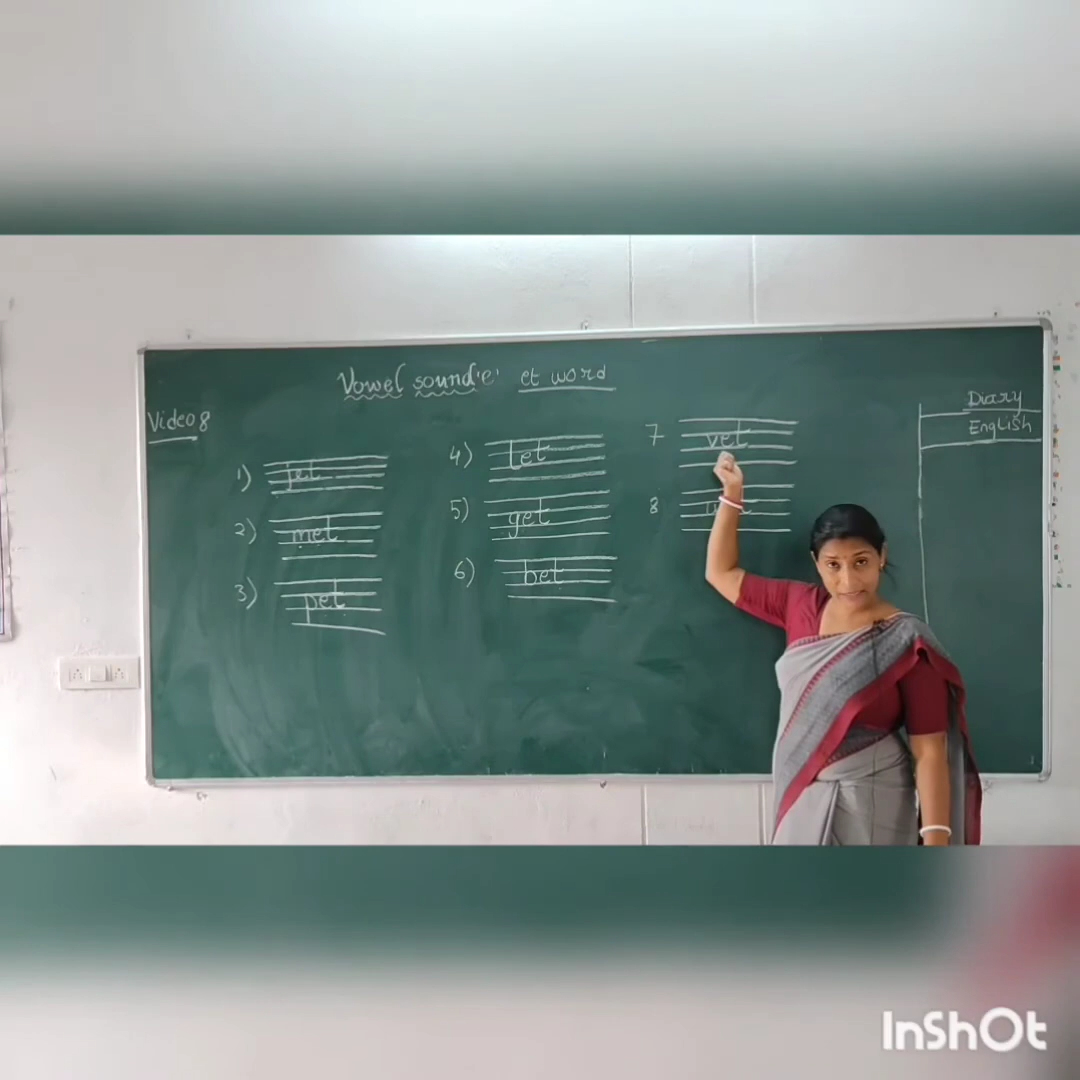 Vowel sound 'e' et word
Video 8
1) jet
2) met
3) pet
4) let
5) get
6) bet
7 vet
8
Diary
English
InShOt